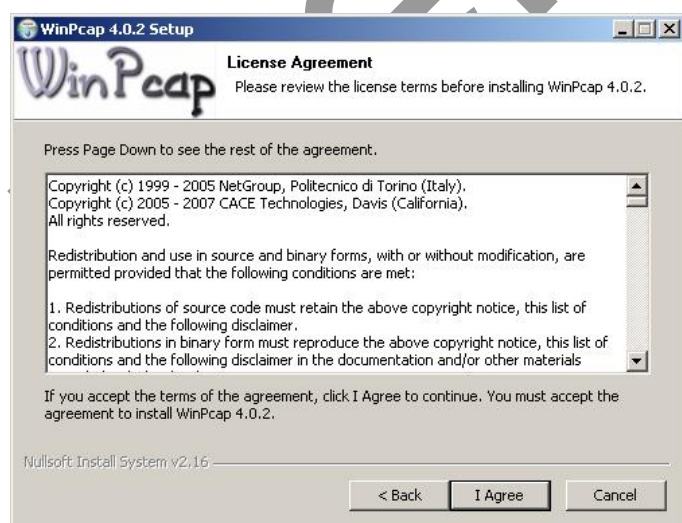 WinPcap 4.0.2 Setup
WinPcap
License Agreement
Please review the license terms before installing WinPcap 4.0.2.
Press Page Down to see the rest of the agreement.
Copyright (c) 1999 - 2005 NetGroup, Politecnico di Torino (Italy).
Copyright (c) 2005 - 2007 CACE Technologies, Davis (California).
All rights reserved.
Redistribution and use in source and binary forms, with or without modification, are
permitted provided that the following conditions are met:
1. Redistributions of source code must retain the above copyright notice, this list of
conditions and the following disclaimer.
2. Redistributions in binary form must reproduce the above copyright notice, this list of
conditions and the following disclaimer in the documentation and/or other materials
If you accept the terms of the agreement, click I Agree to continue. You must accept the
agreement to install WinPcap 4.0.2.
Nullsoft Install System v2.16
< Back I Agree Cancel